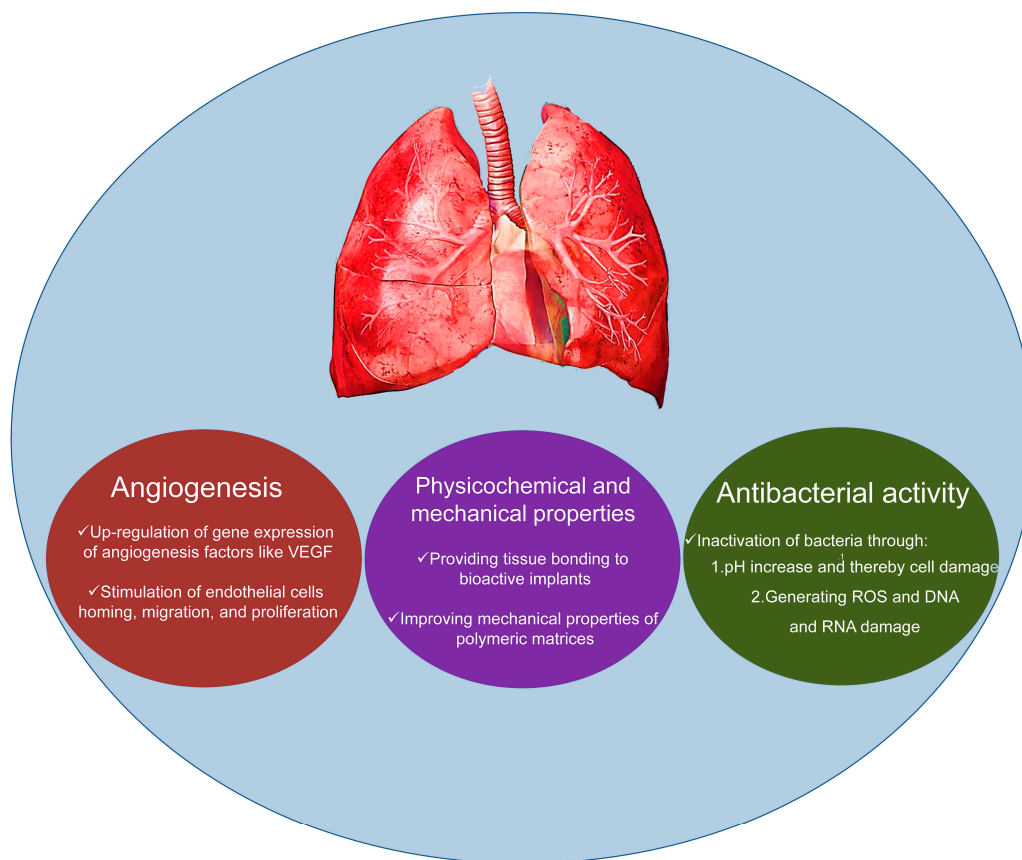 Angiogenesis
✓Up-regulation of gene expression
of angiogenesis factors like VEGF
✓Stimulation of endothelial cells
homing, migration, and proliferation
Physicochemical and
mechanical properties
✓Providing tissue bonding to
bioactive implants
✓Improving mechanical properties of
polymeric matrices
Antibacterial activity
✓Inactivation of bacteria through:
1.pH increase and thereby cell damage
2.Generating ROS and DNA
and RNA damage